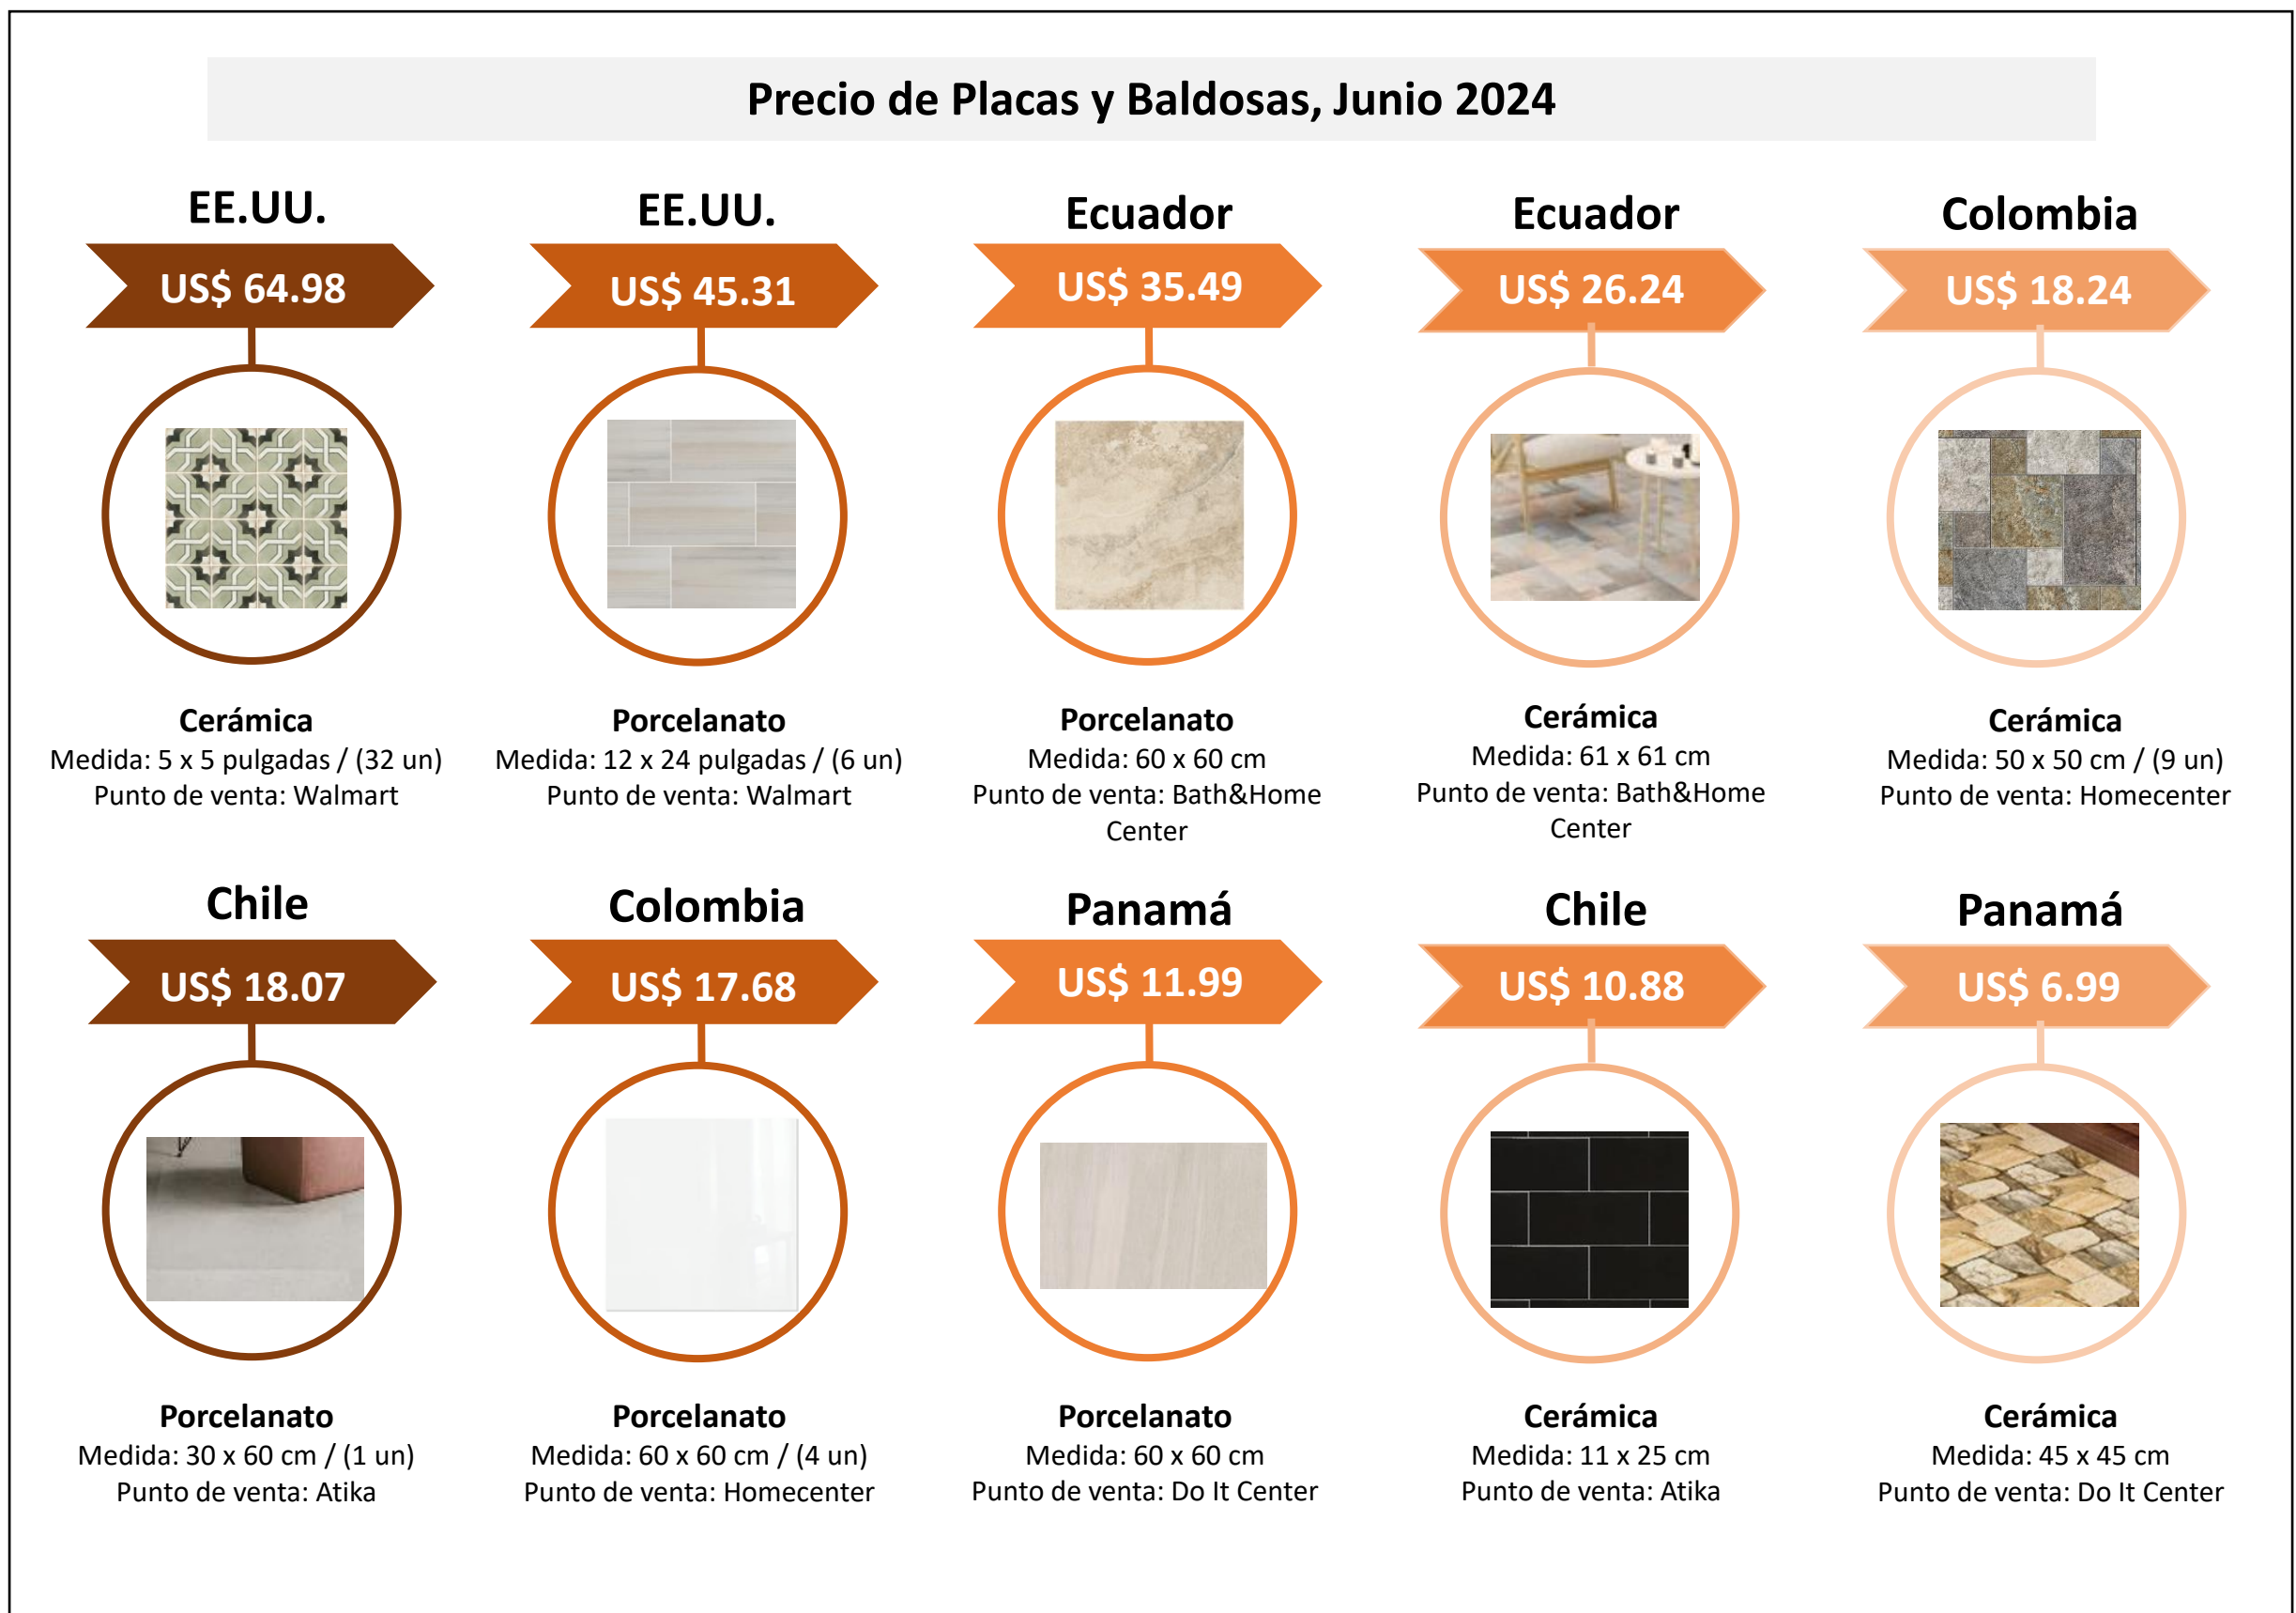 Precio de Placas y Baldosas, Junio 2024
EE.UU.
US$ 64.98
Cerámica
Medida: 5 x 5 pulgadas / (32 un)
Punto de venta: Walmart
EE.UU.
US$ 45.31
Porcelanato
Medida: 12 x 24 pulgadas / (6 un)
Punto de venta: Walmart
Ecuador
US$ 35.49
Porcelanato
Medida: 60 x 60 cm
Punto de venta: Bath&Home
Center
Ecuador
US$ 26.24
Cerámica
Medida: 61 x 61 cm
Punto de venta: Bath&Home
Center
Colombia
US$ 18.24
Cerámica
Medida: 50 x 50 cm / (9 un)
Punto de venta: Homecenter
Chile
US$ 18.07
Porcelanato
Medida: 30 x 60 cm / (1 un)
Punto de venta: Atika
Colombia
US$ 17.68
Porcelanato
Medida: 60 x 60 cm / (4 un)
Punto de venta: Homecenter
Panamá
US$ 11.99
Porcelanato
Medida: 60 x 60 cm
Punto de venta: Do It Center
Chile
US$ 10.88
Cerámica
Medida: 11 x 25 cm
Punto de venta: Atika
Panamá
US$ 6.99
Cerámica
Medida: 45 x 45 cm
Punto de venta: Do It Center